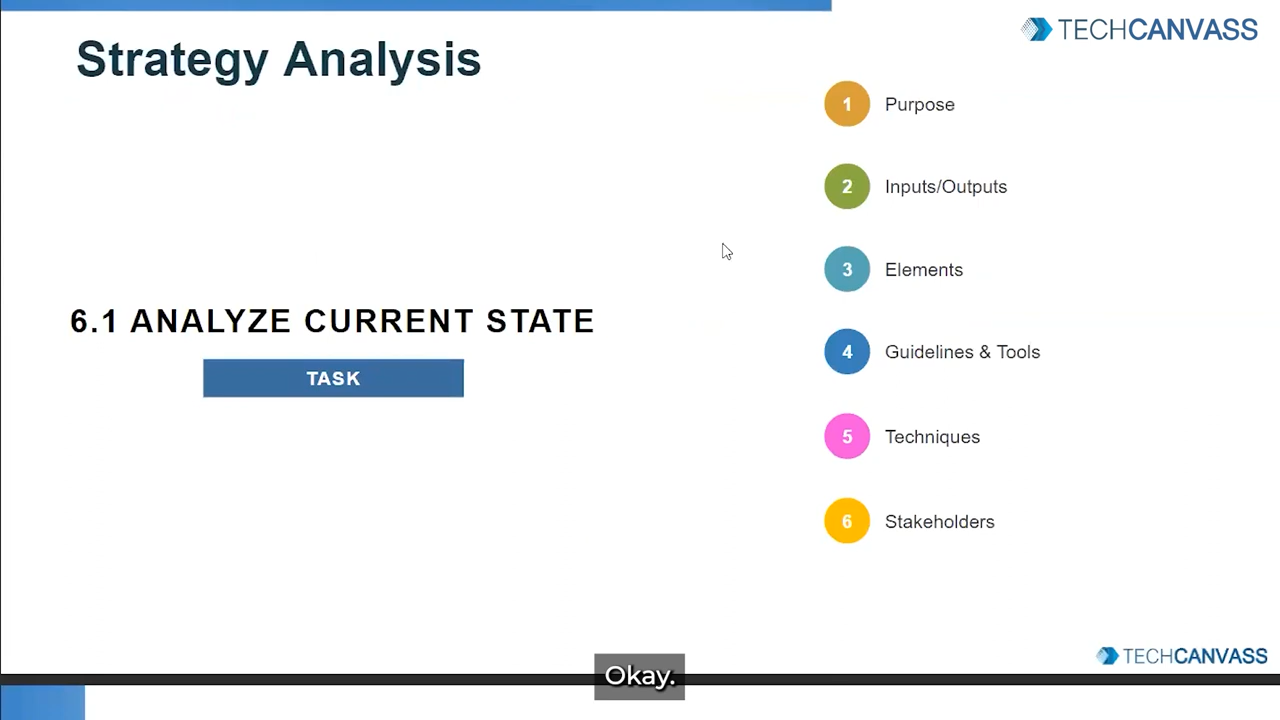 Strategy Analysis
TECHCANVASS
1 Purpose
2 Inputs/Outputs
3 Elements
6.1 ANALYZE CURRENT STATE
TASK
4 Guidelines & Tools
5 Techniques
6 Stakeholders
TECHCANVASS
Okay.